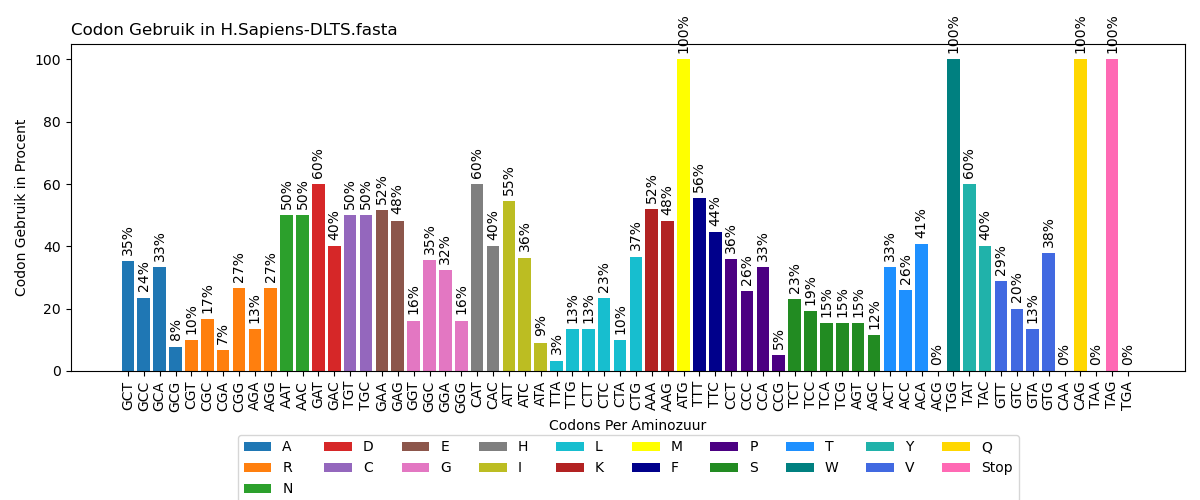 Codon Gebruik in H.Sapiens-DLTS.fasta
Codon Gebruik in Procent
100
80
60
40
20
0
35% 24% 33% 8% 10% 17% 7% 27% 13% 27% 50% 50% 60% 40% 50% 50% 52% 48% 16% 35% 32% 16% 60% 40% 55% 36% 9% 3% 13% 13% 23% 10% 37% 52% 48% 100% 56% 44% 36% 26% 33% 5% 23% 19% 15% 15% 15% 12% 33% 26% 41% 0% 100% 60% 40% 29% 20% 13% 38% 0% 100% 0% 100% 0%
GCT GCC GCA GCG CGT CGC CGA CGG AGA AGG AAT AAC GAT GAC TGT TGC GAA GAG GGT GGC GGA GGG CAT CAC ATT ATC ATA TTA TTG CTT CTC CTA CTG AAA AAG ATG TTT TTC CCT CCC CCA CCG TCT TCC TCA TCG AGT AGC ACT ACC ACA ACG TGG TAT TAC GTT GTC GTA GTG CAA CAG TAA TAG TGA
Codons Per Aminozuur
A D E H L M P T Y Q
R C G I K F S W V Stop
N